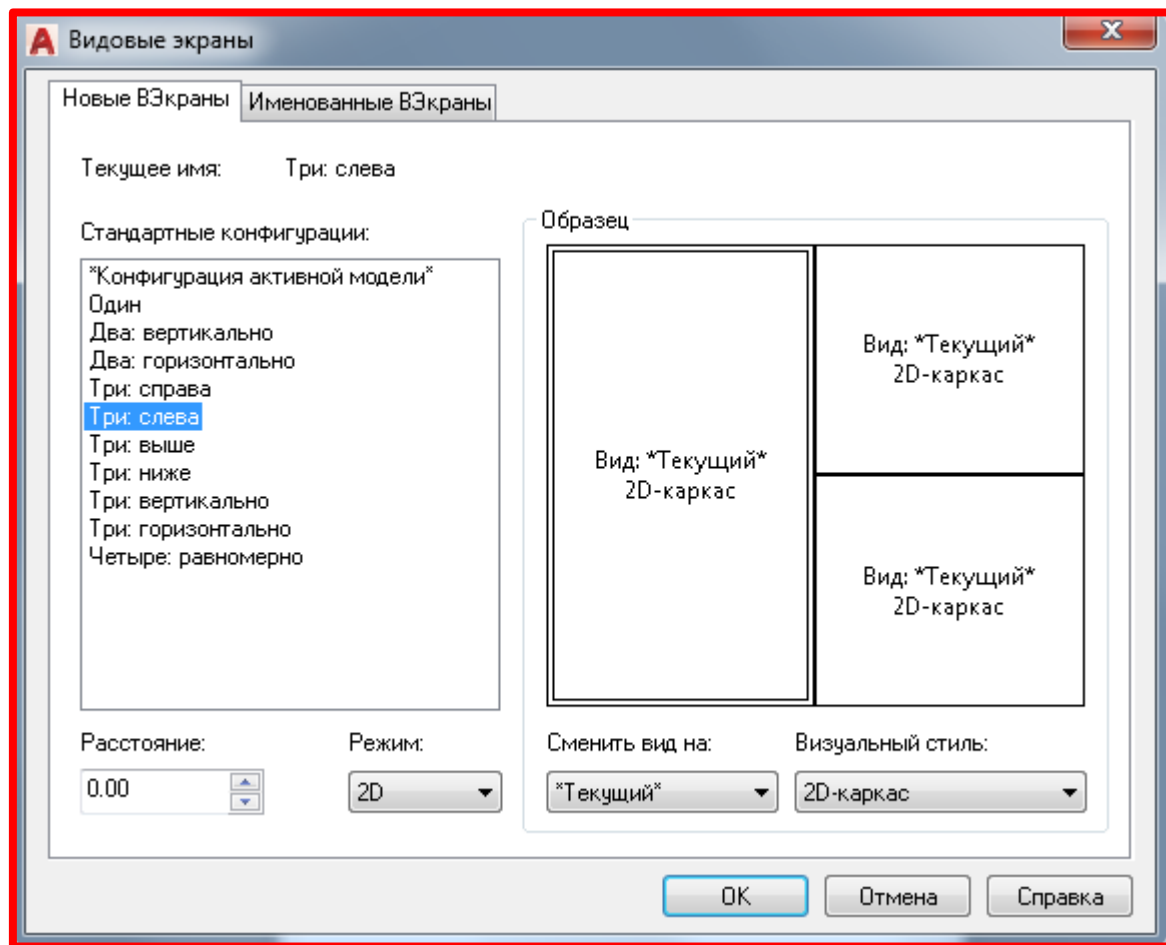 Видовые экраны
Новые ВЭкраны
Именованные ВЭкраны
Текущее имя: Три: слева
Стандартные конфигурации:
*Конфигурация активной модели*
Один
Два: вертикально
Два: горизонтально
Три: справа
Три: слева
Три: выше
Три: ниже
Три: вертикально
Три: горизонтально
Четыре: равномерно
Расстояние:
0.00
Режим:
2D
Образец
Вид: *Текущий*
2D-каркас
Вид: *Текущий*
2D-каркас
Вид: *Текущий*
2D-каркас
Сменить вид на:
*Текущий*
Визуальный стиль:
2D-каркас
OK
Отмена
Справка